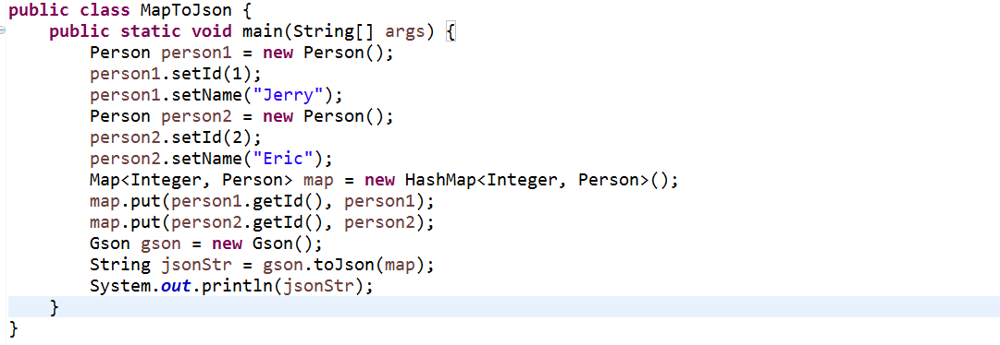 public class MapToJson {
    public static void main(String[] args) {
        Person person1 = new Person();
        person1.setId(1);
        person1.setName("Jerry");
        Person person2 = new Person();
        person2.setId(2);
        person2.setName("Eric");
        Map<Integer, Person> map = new HashMap<Integer, Person>();
        map.put(person1.getId(), person1);
        map.put(person2.getId(), person2);
        Gson gson = new Gson();
        String jsonStr = gson.toJson(map);
        System.out.println(jsonStr);
    }
}